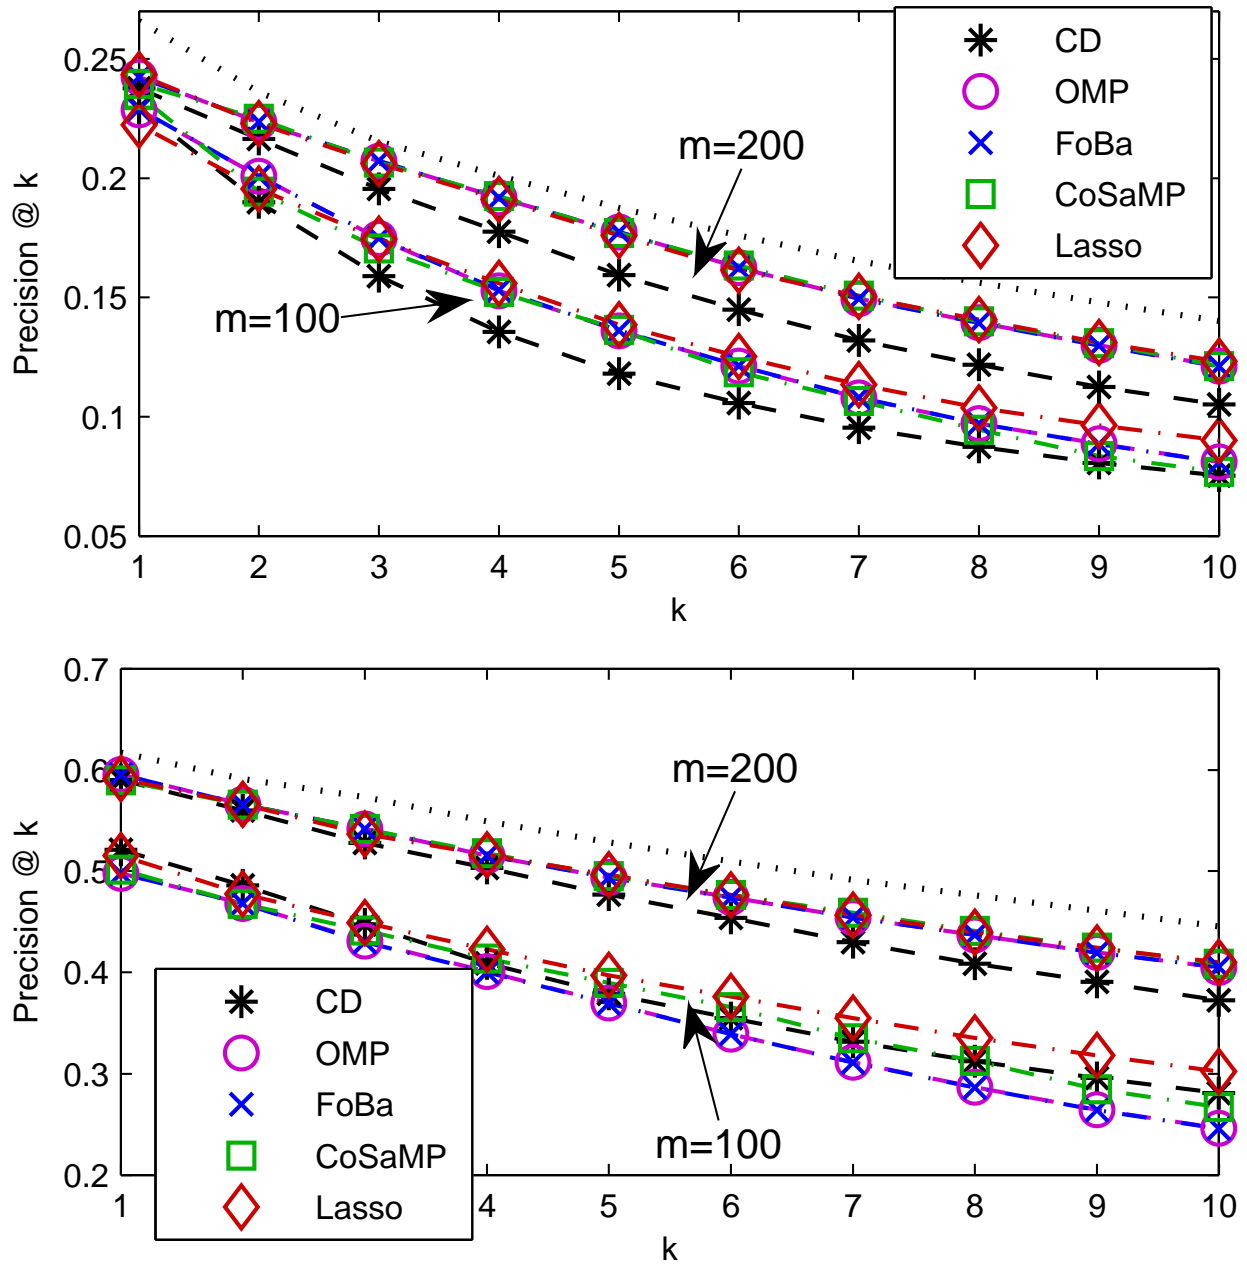 0.25
0.2
0.15
0.1
0.05
Precision @ k
1 2 3 4 5 6 7 8 9 10
k
m=200
m=100
CD
OMP
FoBa
CoSaMP
Lasso
0.7
0.6
0.5
0.4
0.3
0.2
Precision @ k
1 4 5 6 7 8 9 10
k
m=200
m=100
CD
OMP
FoBa
CoSaMP
Lasso